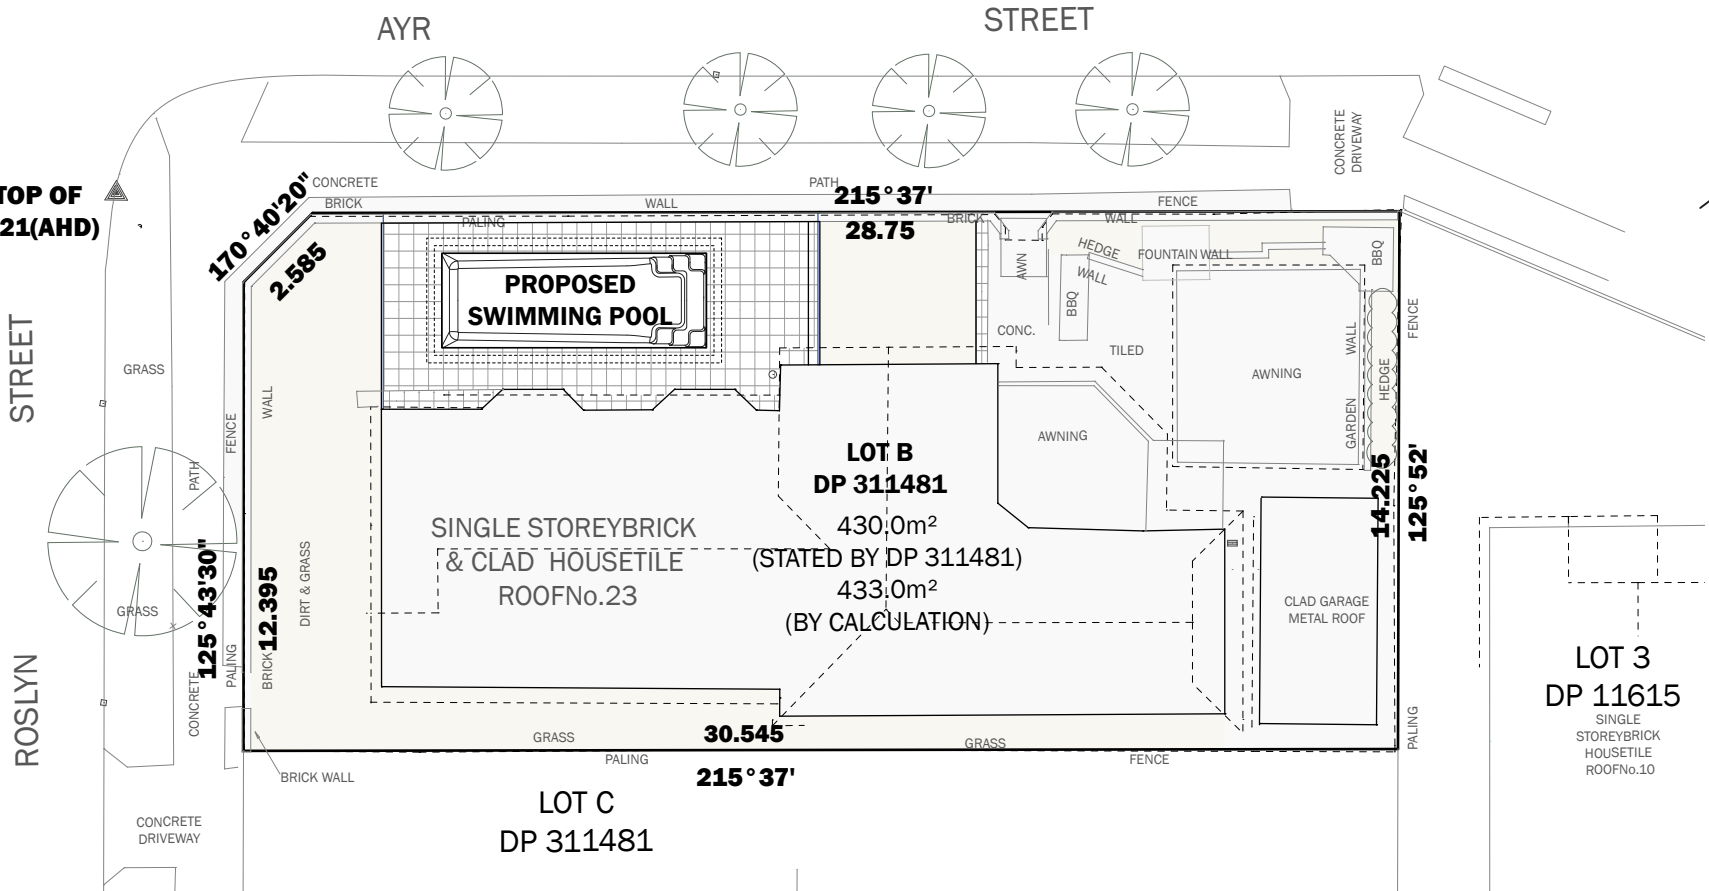 AYR
STREET
CONCRETE
DRIVEWAY
TOP OF
21(AHD)
170°40'20"
2.585
CONCRETE
PATH
BRICK
WALL
215°37'
FENCE
PALING
28.75
BRICK
WALL
PROPOSED
SWIMMING POOL
AWN
HEDGE
WALL
BBQ
FOUNTAIN WALL
BBQ
CONC.
TILED
AWNING
WALL
GARDEN
HEDGE
FENCE
STREET
GRASS
WALL
FENCE
PATH
AWNING
LOT B
DP 311481
430.0m²
(STATED BY DP 311481)
433.0m²
(BY CALCULATION)
SINGLE STOREYBRICK
& CLAD HOUSETILE
ROOFNo.23
14.225
125°52'
DIRT & GRASS
GRASS
125°43'30"
12.395
PALING
BRICK
CONCRETE
ROSLYN
CLAD GARAGE
METAL ROOF
PALING
LOT 3
DP 11615
SINGLE
STOREYBRICK
HOUSETILE
ROOFNo.10
GRASS
30.545
GRASS
PALING
215°37'
FENCE
BRICK WALL
LOT C
DP 311481
CONCRETE
DRIVEWAY